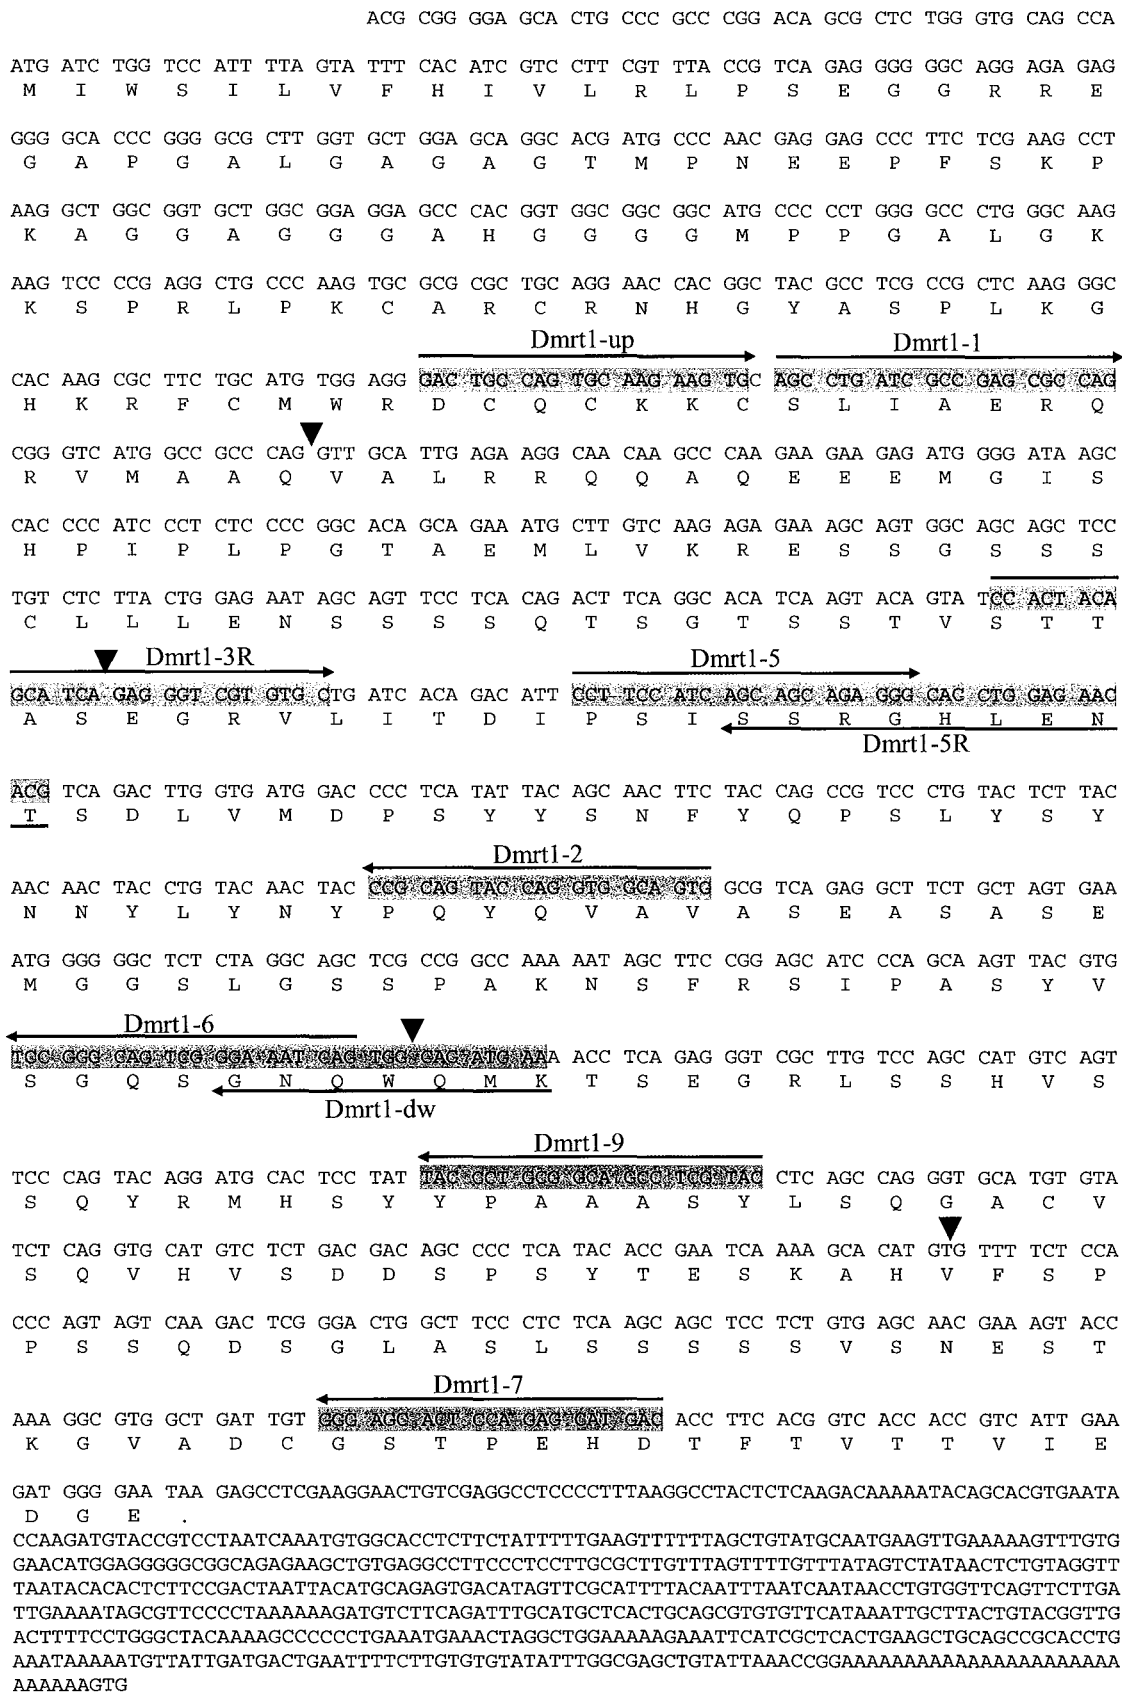 ACG CGG GGA GCA CTG CCC GCC CGG ACA GCG CTC TGG GTG CAG CCA
ATG ATC TGG TCC ATT TTA GTA TTT CAC ATC GTC CTT CGT TTA CCG TCA GAG GGG GGC AGG AGA GAG
M I W S I L V F H I V L R L P S E G G R R E
GGG GCA CCC GGG GCG CTT GGT GCT GGA GCA GGC ACG ATG CCC AAC GAG GAG CCC TTC TCG AAG CCT
G A P G A L G A G A G T M P N E E P F S K P
AAG GCT GGC GGT GCT GGC GGA GGA GCC CAC GGT GGC GGC GGC ATG CCC CCT GGG GCC CTG GGC AAG
K A G G A G G G A H G G G G M P P G A L G K
AAG TCC CCG AGG CTG CCC AAG TGC GCG CGC TGC AGG AAC CAC GGC TAC GCC TCG CCG CTC AAG GGC
K S P R L P K C A R C R N H G Y A S P L K G
Dmrt1-up Dmrt1-1
CAC AAG CGC TTC TGC ATG TGG AGG GAC TGC CAG TGC AAG AAG TGC AGC CTG ATC GCC GAG CGC CAG
H K R F C M W R D C Q C K K C S L I A E R Q
CGG GTC ATG GCC GCC CAG GTT GCA TTG AGA AGG CAA CAA GCC CAA GAA GAA GAG ATG GGG ATA AGC
R V M A A Q V A L R R Q Q A Q E E E M G I S
CAC CCC ATC CCT CTC CCC GGC ACA GCA GAA ATG CTT GTC AAG AGA GAA AGC AGT GGC AGC AGC TCC
H P I P L P G T A E M L V K R E S S G S S S
TGT CTC TTA CTG GAG AAT AGC AGT TCC TCA CAG ACT TCA GGC ACA TCA AGT ACA GTA TCC ACT ACA
C L L L E N S S S S Q T S G T S S T V S T T
Dmrt1-3R Dmrt1-5
GCA TCA GAG GGT CGT GTG CTG ATC ACA GAC ATT CCT TCC ATC AGC AGC AGA GGG CAG CTG GAG AAC
A S E G R V L I T D I P S I S S R G H L E N
Dmrt1-5R
ACG TCA GAC TTG GTG ATG GAC CCC TCA TAT TAC AGC AAC TTC TAC CAG CCG TCC CTG TAC TCT TAC
T S D L V M D P S Y Y S N F Y Q P S L Y S Y
Dmrt1-2
AAC AAC TAC CTG TAC AAC TAC CCG CAG TAC CAG GTG GCA GTG GCG TCA GAG GCT TCT GCT AGT GAA
N N Y L Y N Y P Q Y Q V A V A S E A S A S E
ATG GGG GGC TCT CTA GGC AGC TCG CCG GCC AAA AAT AGC TTC CGG AGC ATC CCA GCA AGT TAC GTG
M G G S L G S S P A K N S F R S I P A S Y V
Dmrt1-6
TGC GGG CAG TGG GGA AAT CAG TGG CAG ATG AAA ACC TCA GAG GGT CGC TTG TCC AGC CAT GTC AGT
S G Q S G N Q W Q M K T S E G R L S S H V S
Dmrt1-dw
Dmrt1-9
TCC CAG TAC AGG ATG CAC TCC TAT TAC CCT GCG GCA GCC TCG TAC CTC AGC CAG GGT GCA TGT GTA
S Q Y R M H S Y Y P A A A S Y L S Q G A C V
TCT CAG GTG CAT GTC TCT GAC GAC AGC CCC TCA TAC ACC GAA TCA AAA GCA CAT GTG TTT TCT CCA
S Q V H V S D D S P S Y T E S K A H V F S P
CCC AGT AGT CAA GAC TCG GGA CTG GCT TCC CTC TCA AGC AGC TCC TCT GTG AGC AAC GAA AGT ACC
P S S Q D S G L A S L S S S S S V S N E S T
Dmrt1-7
AAA GGC GTG GCT GAT TGT GGG AGG ACT CCA GAG CAT GAC ACC TTC ACG GTC ACC ACC GTC ATT GAA
K G V A D C G S T P E H D T F T V T T V I E
GAT GGG GAA TAA GAGCCTCGAAGGAACTGTCGAGGCCTCCCCTTTAAGGCCTACTCTCAAGACAAAAATACAGCACGTGAATA
D G E .
CCAAGATGTACCGTCCTAATCAAATGTGGCACCTCTTCTATTTTTGAAGTTTTTTAGCTGTATGCAATGAAGTTGAAAAAGTTTGTG
GAACATGGAGGGGGCGGCAGAGAAGCTGTGAGGCCTTCCCTCCTTGCGCTTGTTTAGTTTTGTTTATAGTCTATAACTCTGTAGGTT
TAATACACACTCTTCCGACTAATTACATGCAGAGTGACATAGTTCGCATTTTACAATTTAATCAATAACCTGTGGTTCAGTTCTTGA
TTGAAAATAGCGTTCCCCTAAAAAAGATGTCTTCAGATTTGCATGCTCACTGCAGCGTGTGTTCATAAATTGCTTACTGTACGGTTG
ACTTTTCCTGGGCTACAAAAGCCCCCCTGAAATGAAACTAGGCTGGAAAAAGAAATTCATCGCTCACTGAAGCTGCAGCCGCACCTG
AAATAAAAATGTTATTGATGACTGAATTTTCTTGTGTGTATATTTGGCGAGCTGTATTAAACCGGAAAAAAAAAAAAAAAAAAAAAA
AAAAAAGTG